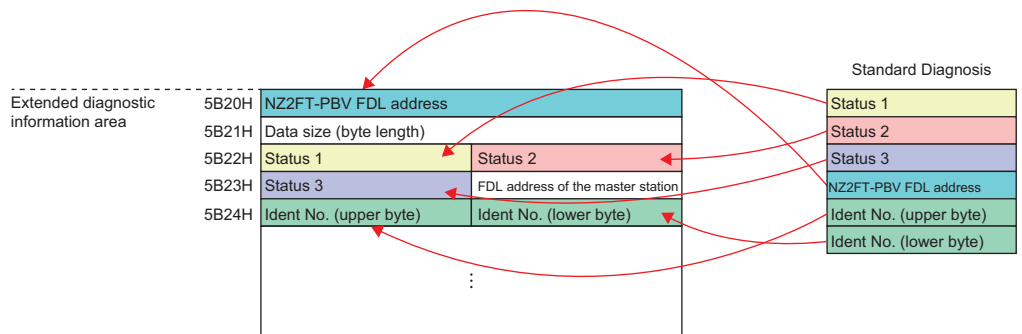 Standard Diagnosis
Extended diagnostic
information area
5B20H NZ2FT-PBV FDL address
5B21H Data size (byte length)
5B22H Status 1 Status 2
5B23H Status 3 FDL address of the master station
5B24H Ident No. (upper byte) Ident No. (lower byte)
⋮
Status 1
Status 2
Status 3
NZ2FT-PBV FDL address
Ident No. (upper byte)
Ident No. (lower byte)